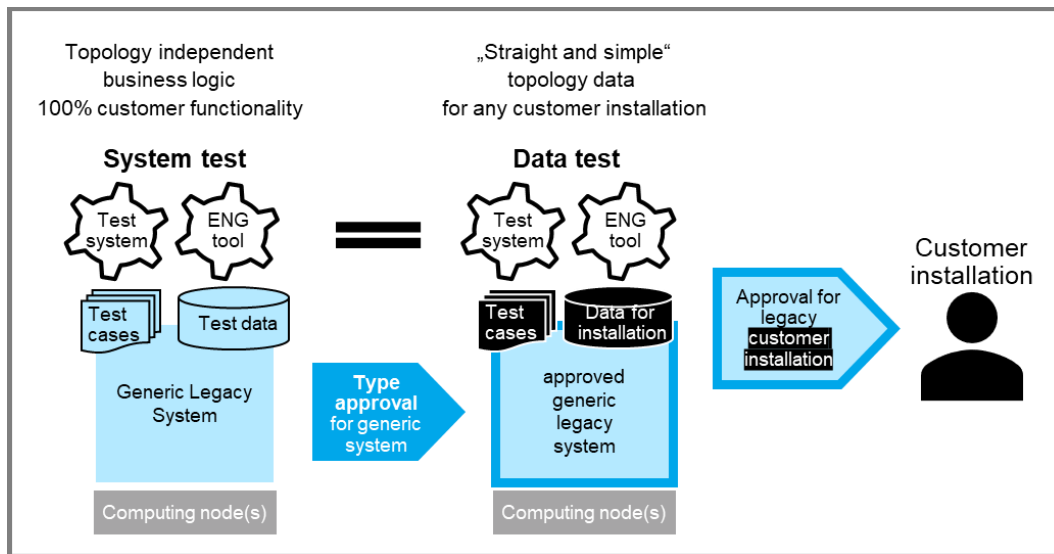 Topology independent
business logic
100% customer functionality
System test
Test
system
ENG
tool
Test
cases
Test data
Generic Legacy
System
Computing node(s)
Type
approval
for generic
system
„Straight and simple“
topology data
for any customer installation
Data test
Test
system
ENG
tool
Test
cases
Data for
installation
approved
generic
legacy
system
Computing node(s)
Approval for
legacy
customer
installation
Customer
installation